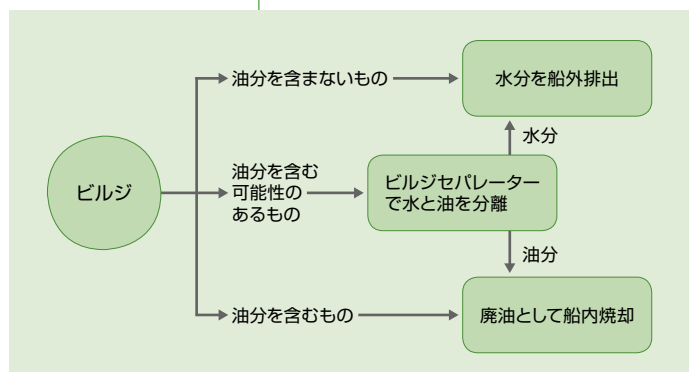 油分を含まないもの
水分を船外排出
水分
ビルジ
油分を含む
可能性の
あるもの
ビルジセパレーター
で水と油を分離
油分
油分を含むもの
廃油として船内焼却